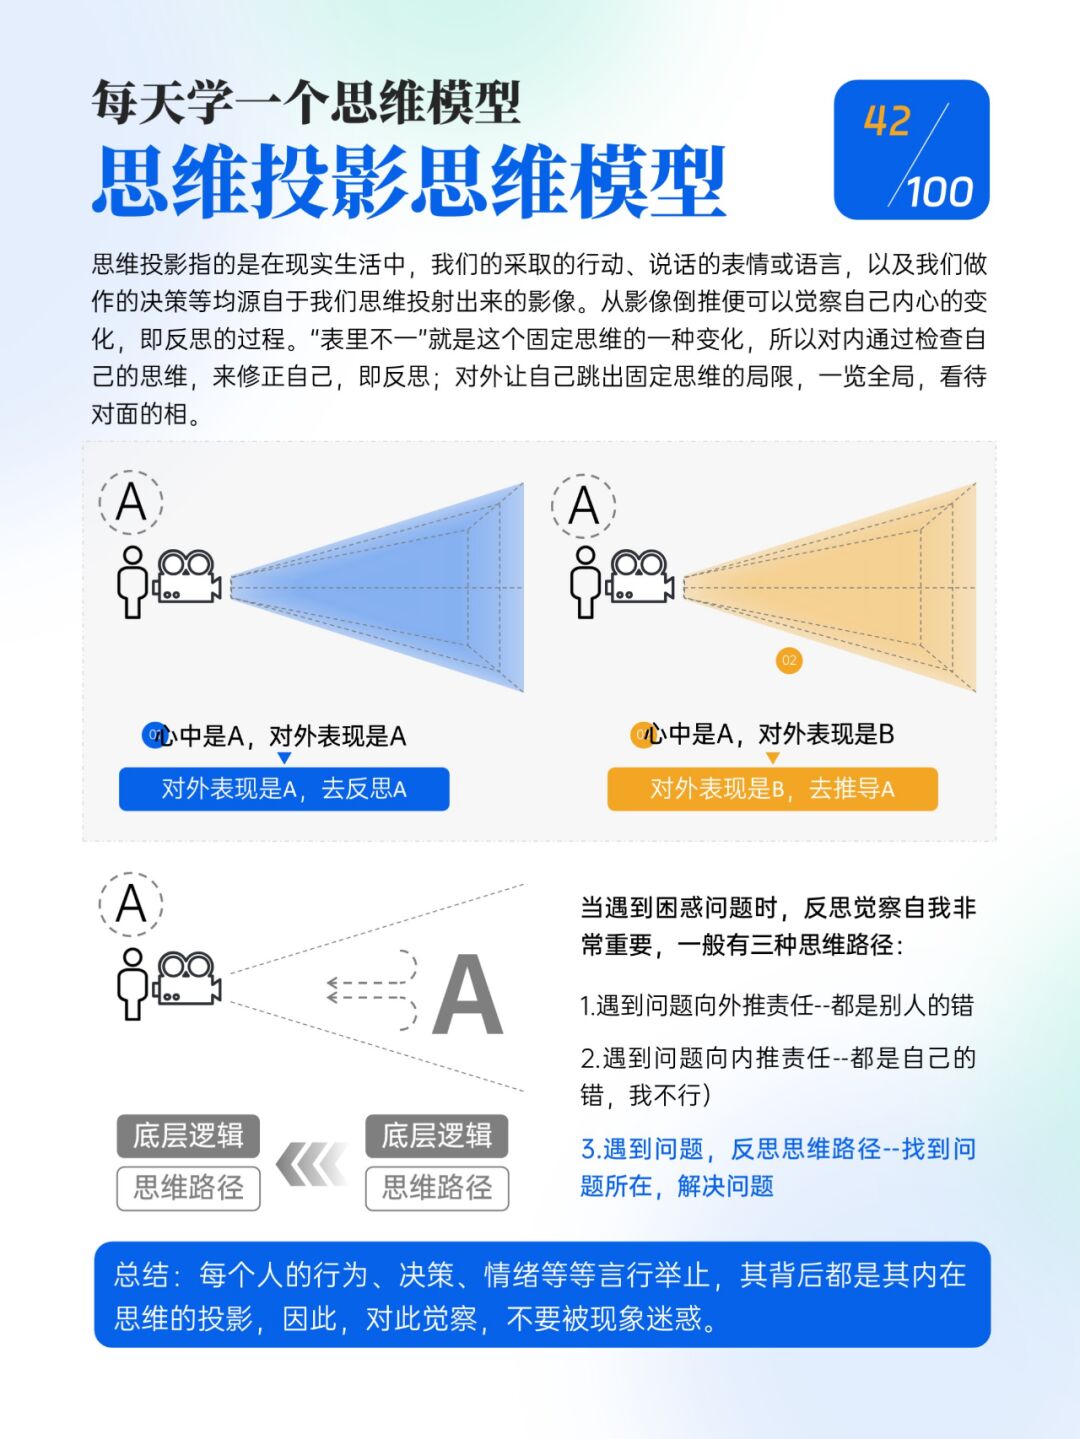 每天学一个思维模型
思维投影思维模型
42
100
思维投影指的是在现实生活中，我们的采取的行动、说话的表情或语言，以及我们做
作的决策等均源自于我们思维投射出来的影像。从影像倒推便可以觉察自己内心的变
化，即反思的过程。“表里不一”就是这个固定思维的一种变化，所以对内通过检查自
己的思维，来修正自己，即反思；对外让自己跳出固定思维的局限，一览全局，看待
对面的相。
A
A
02
心中是A，对外表现是A
对外表现是A，去反思A
心中是A，对外表现是B
对外表现是B，去推导A
A
A
底层逻辑
思维路径
底层逻辑
思维路径
当遇到困惑问题时，反思觉察自我非
常重要，一般有三种思维路径：
1.遇到问题向外推责任--都是别人的错
2.遇到问题向内推责任--都是自己的
错，我不行）
3.遇到问题，反思思维路径--找到问
题所在，解决问题
总结：每个人的行为、决策、情绪等等言行举止，其背后都是其内在
思维的投影，因此，对此觉察，不要被现象迷惑。